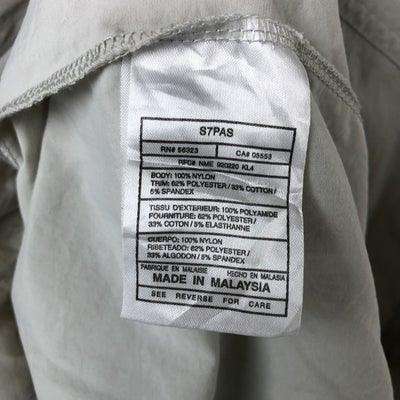 S7PAS
RN# 56323 CA# 05553
RFC# NME 920220 KL4
BODY: 100% NYLON
TRIM: 62% POLYESTER / 33% COTTON /
5% SPANDEX
TISSU D'EXTERIEUR: 100% POLYAMIDE
FOURNITURE: 62% POLYESTER /
33% COTON / 5% ELASTHANNE
CUERPO: 100% NYLON
RIBETEADO: 62% POLYESTER /
33% ALGODON / 5% SPANDEX
FABRIQUE EN MALAISIE HECHO EN MALASIA
MADE IN MALAYSIA
SEE REVERSE FOR CARE